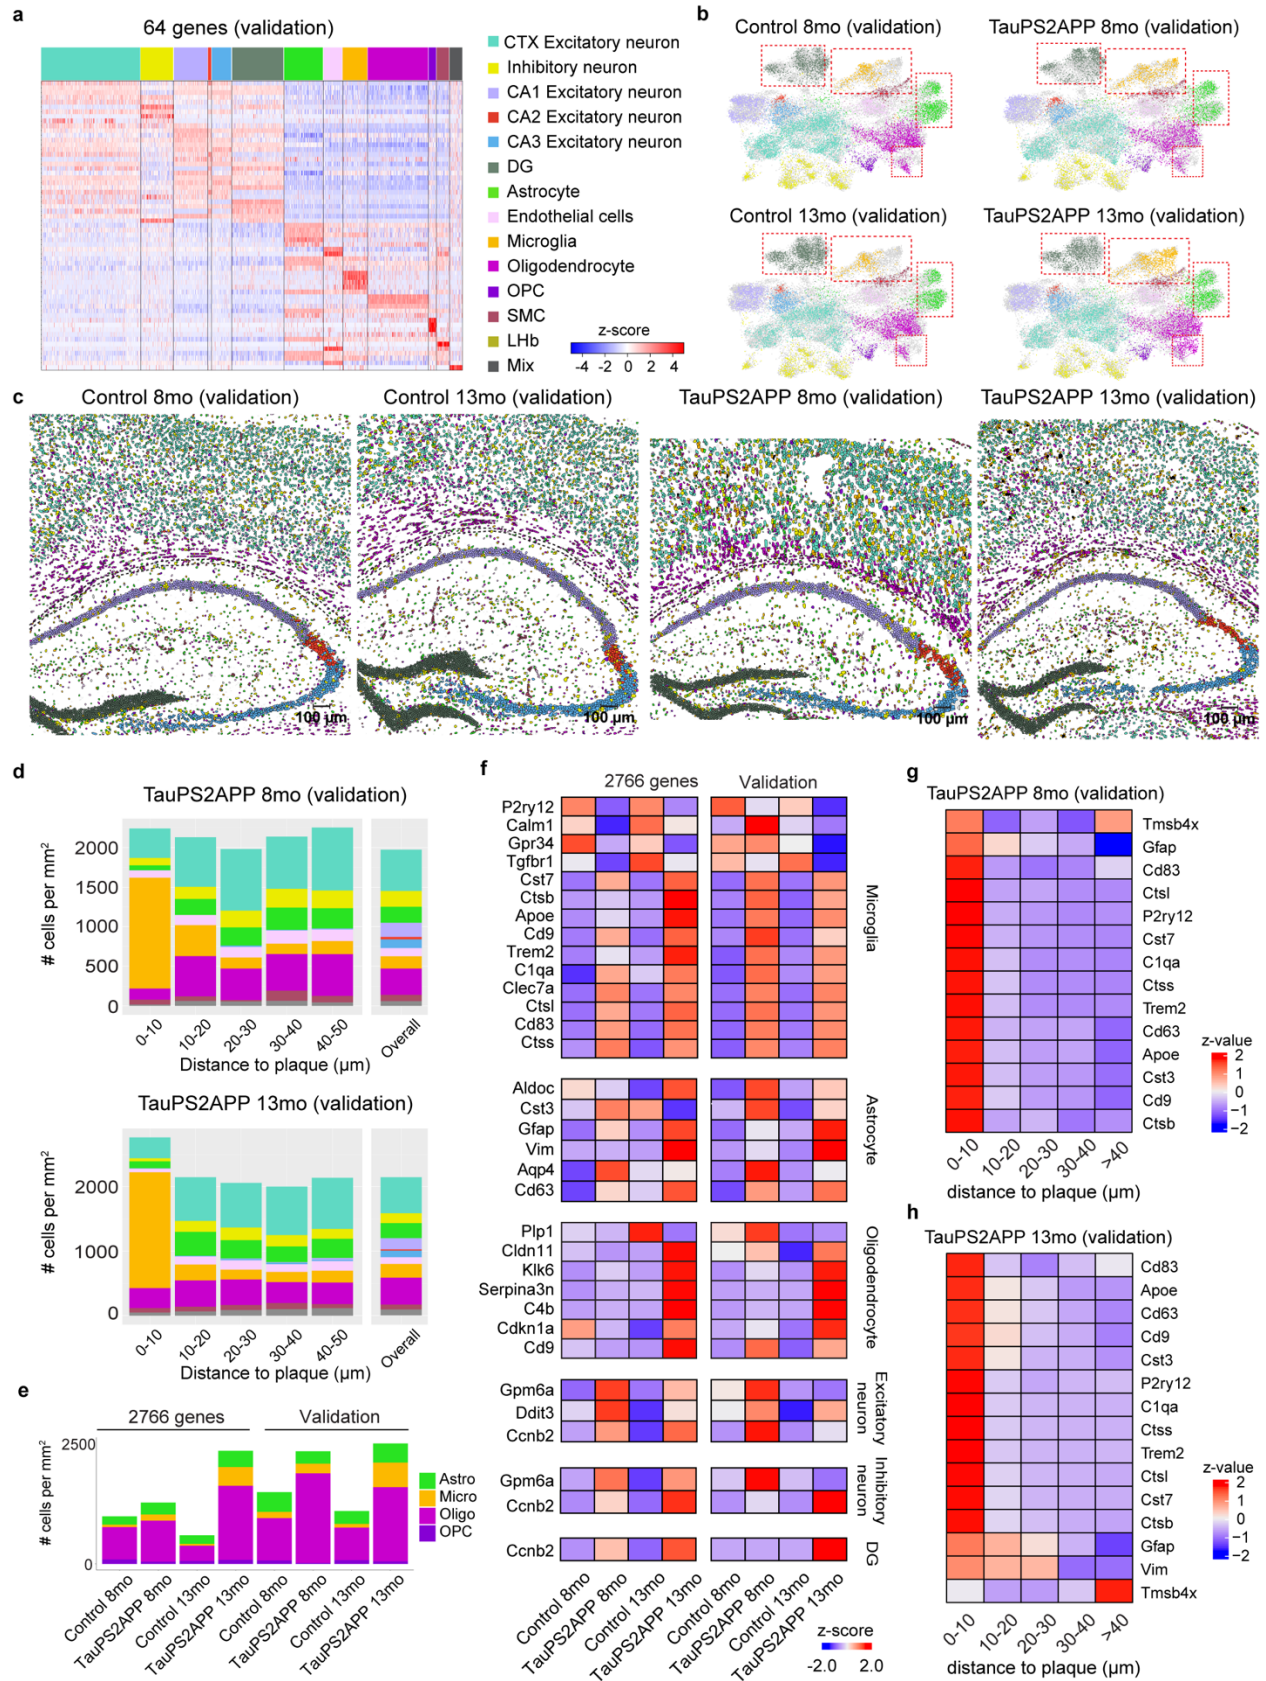 a
64 genes (validation)
CTX Excitatory neuron
Inhibitory neuron
CA1 Excitatory neuron
CA2 Excitatory neuron
CA3 Excitatory neuron
DG
Astrocyte
Endothelial cells
Microglia
Oligodendrocyte
OPC
SMC
LHb
Mix
z-score
-4 -2 0 2 4
b
Control 8mo (validation)
TauPS2APP 8mo (validation)
Control 13mo (validation)
TauPS2APP 13mo (validation)
c
Control 8mo (validation)
Control 13mo (validation)
TauPS2APP 8mo (validation)
TauPS2APP 13mo (validation)
100 µm
100 µm
100 µm
100 µm
d
TauPS2APP 8mo (validation)
# cells per mm²
2000
1500
1000
500
0
0-10
10-20
20-30
30-40
40-50
Overall
Distance to plaque (µm)
TauPS2APP 13mo (validation)
# cells per mm²
2000
1000
0
0-10
10-20
20-30
30-40
40-50
Overall
Distance to plaque (µm)
e
2766 genes
Validation
# cells per mm²
2500
0
Astro
Micro
Oligo
OPC
Control 8mo
TauPS2APP 8mo
Control 13mo
TauPS2APP 13mo
Control 8mo
TauPS2APP 8mo
Control 13mo
TauPS2APP 13mo
f
2766 genes
Validation
P2ry12
Calm1
Gpr34
Tgfbr1
Cst7
Ctsb
Apoe
Cd9
Trem2
C1qa
Clec7a
Ctsl
Cd83
Ctss
Microglia
Aldoc
Cst3
Gfap
Vim
Aqp4
Cd63
Astrocyte
Plp1
Cldn11
Klk6
Serpina3n
C4b
Cdkn1a
Cd9
Oligodendrocyte
Gpm6a
Ddit3
Ccnb2
Excitatory
neuron
Gpm6a
Ccnb2
Inhibitory
neuron
Ccnb2
DG
Control 8mo
TauPS2APP 8mo
Control 13mo
TauPS2APP 13mo
Control 8mo
TauPS2APP 8mo
Control 13mo
TauPS2APP 13mo
z-score
-2.0 2.0
g
TauPS2APP 8mo (validation)
Tmsb4x
Gfap
Cd83
Ctsl
P2ry12
Cst7
C1qa
Ctss
Trem2
Cd63
Apoe
Cst3
Cd9
Ctsb
0-10
10-20
20-30
30-40
>40
distance to plaque (µm)
z-value
2
1
0
−1
−2
h
TauPS2APP 13mo (validation)
Cd83
Apoe
Cd63
Cd9
Cst3
P2ry12
C1qa
Ctss
Trem2
Ctsl
Cst7
Ctsb
Gfap
Vim
Tmsb4x
0-10
10-20
20-30
30-40
>40
distance to plaque (µm)
z-value
2
1
0
−1
−2